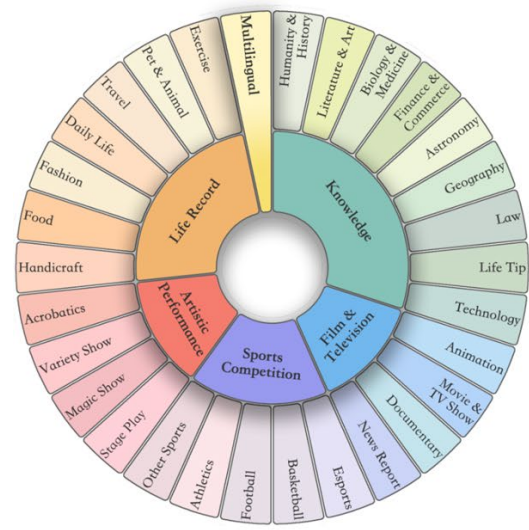 Multilingual
Humanity &
History
Literature & Art
Biology &
Medicine
Finance &
Commerce
Astronomy
Geography
Law
Life Tip
Technology
Animation
Movie &
TV Show
Documentary
News Report
Esports
Basketball
Football
Athletics
Other Sports
Stage Play
Magic Show
Variety Show
Acrobatics
Handicraft
Food
Fashion
Daily Life
Travel
Pet & Animal
Exercise
Knowledge
Film &
Television
Sports
Competition
Artistic
Performance
Life Record